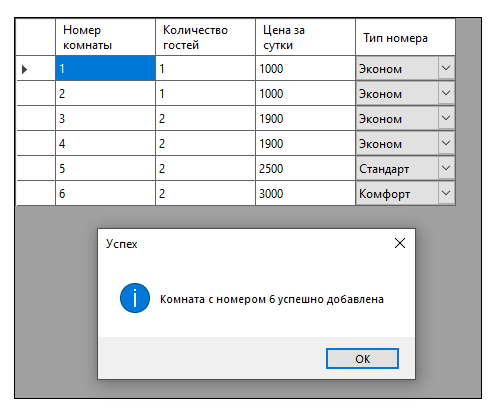 Номер комнаты Количество гостей Цена за сутки Тип номера
1 1 1000 Эконом
2 1 1000 Эконом
3 2 1900 Эконом
4 2 1900 Эконом
5 2 2500 Стандарт
6 2 3000 Комфорт
Успех
Комната с номером 6 успешно добавлена
OK